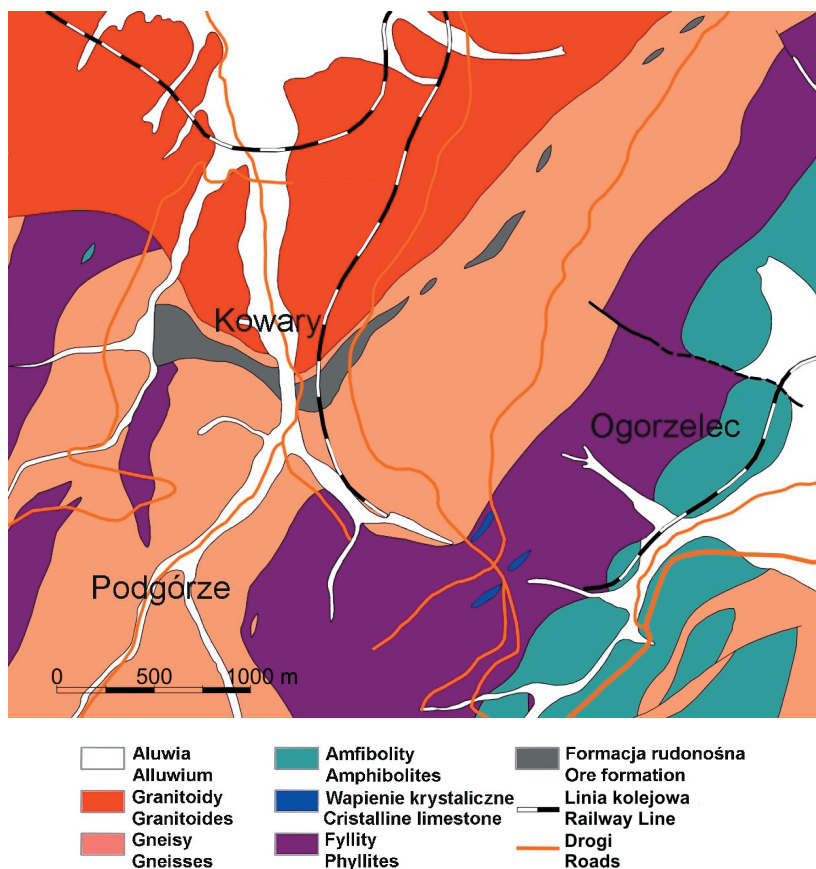 Kowary
Ogorzelec
Podgórze
0 500 1000 m
Aluwia
Alluvium
Granitoidy
Granitoides
Gneisy
Gneisses
Amfibolity
Amphibolites
Wapienie krystaliczne
Cristalline limestone
Fyllity
Phyllites
Formacja rudonośna
Ore formation
Linia kolejowa
Railway Line
Drogi
Roads